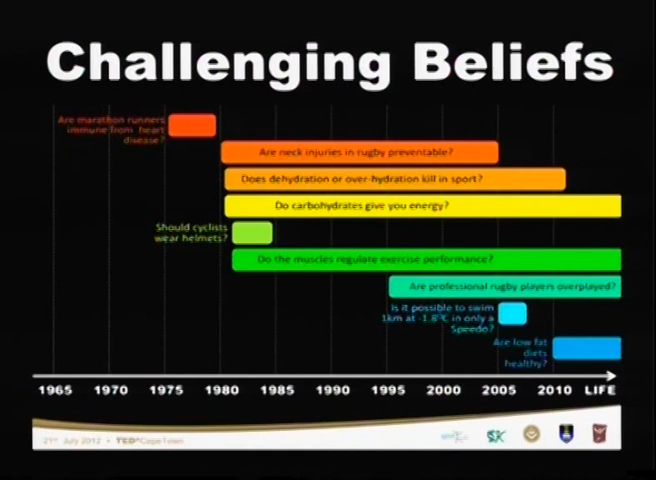 Challenging Beliefs
Are marathon runners
immune from heart
disease?
Are neck injuries in rugby preventable?
Does dehydration or over-hydration kill in sport?
Do carbohydrates give you energy?
Should cyclists
wear helmets?
Do the muscles regulate exercise performance?
Are professional rugby players overplayed?
Is it possible to swim
1km at -1.8°C in only a
Speedo?
Are low fat
diets
healthy?
1965 1970 1975 1980 1985 1990 1995 2000 2005 2010 LIFE
21st July 2012 • TEDxCapeTown